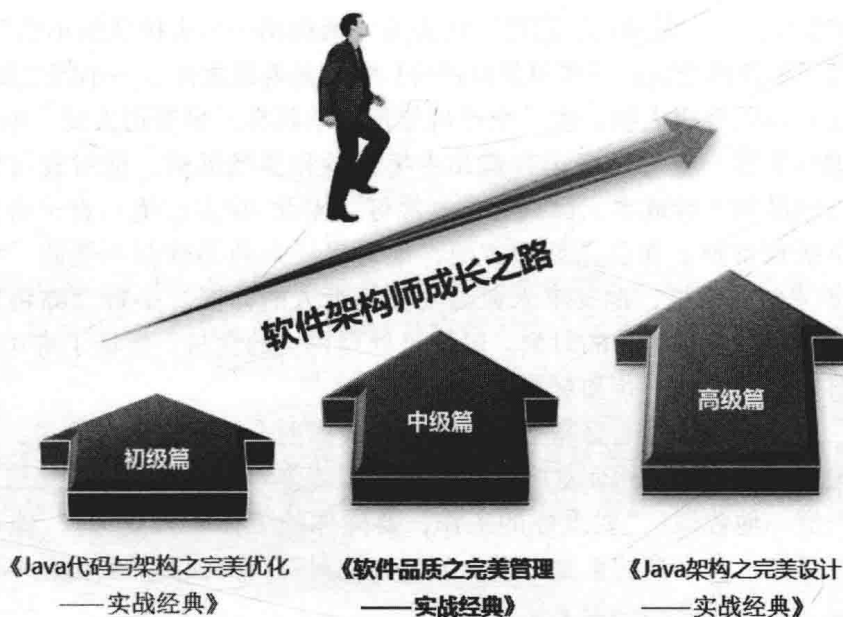 软件架构师成长之路
初级篇
中级篇
高级篇
《Java代码与架构之完美优化
——实战经典》
《软件品质之完美管理
——实战经典》
《Java架构之完美设计
——实战经典》